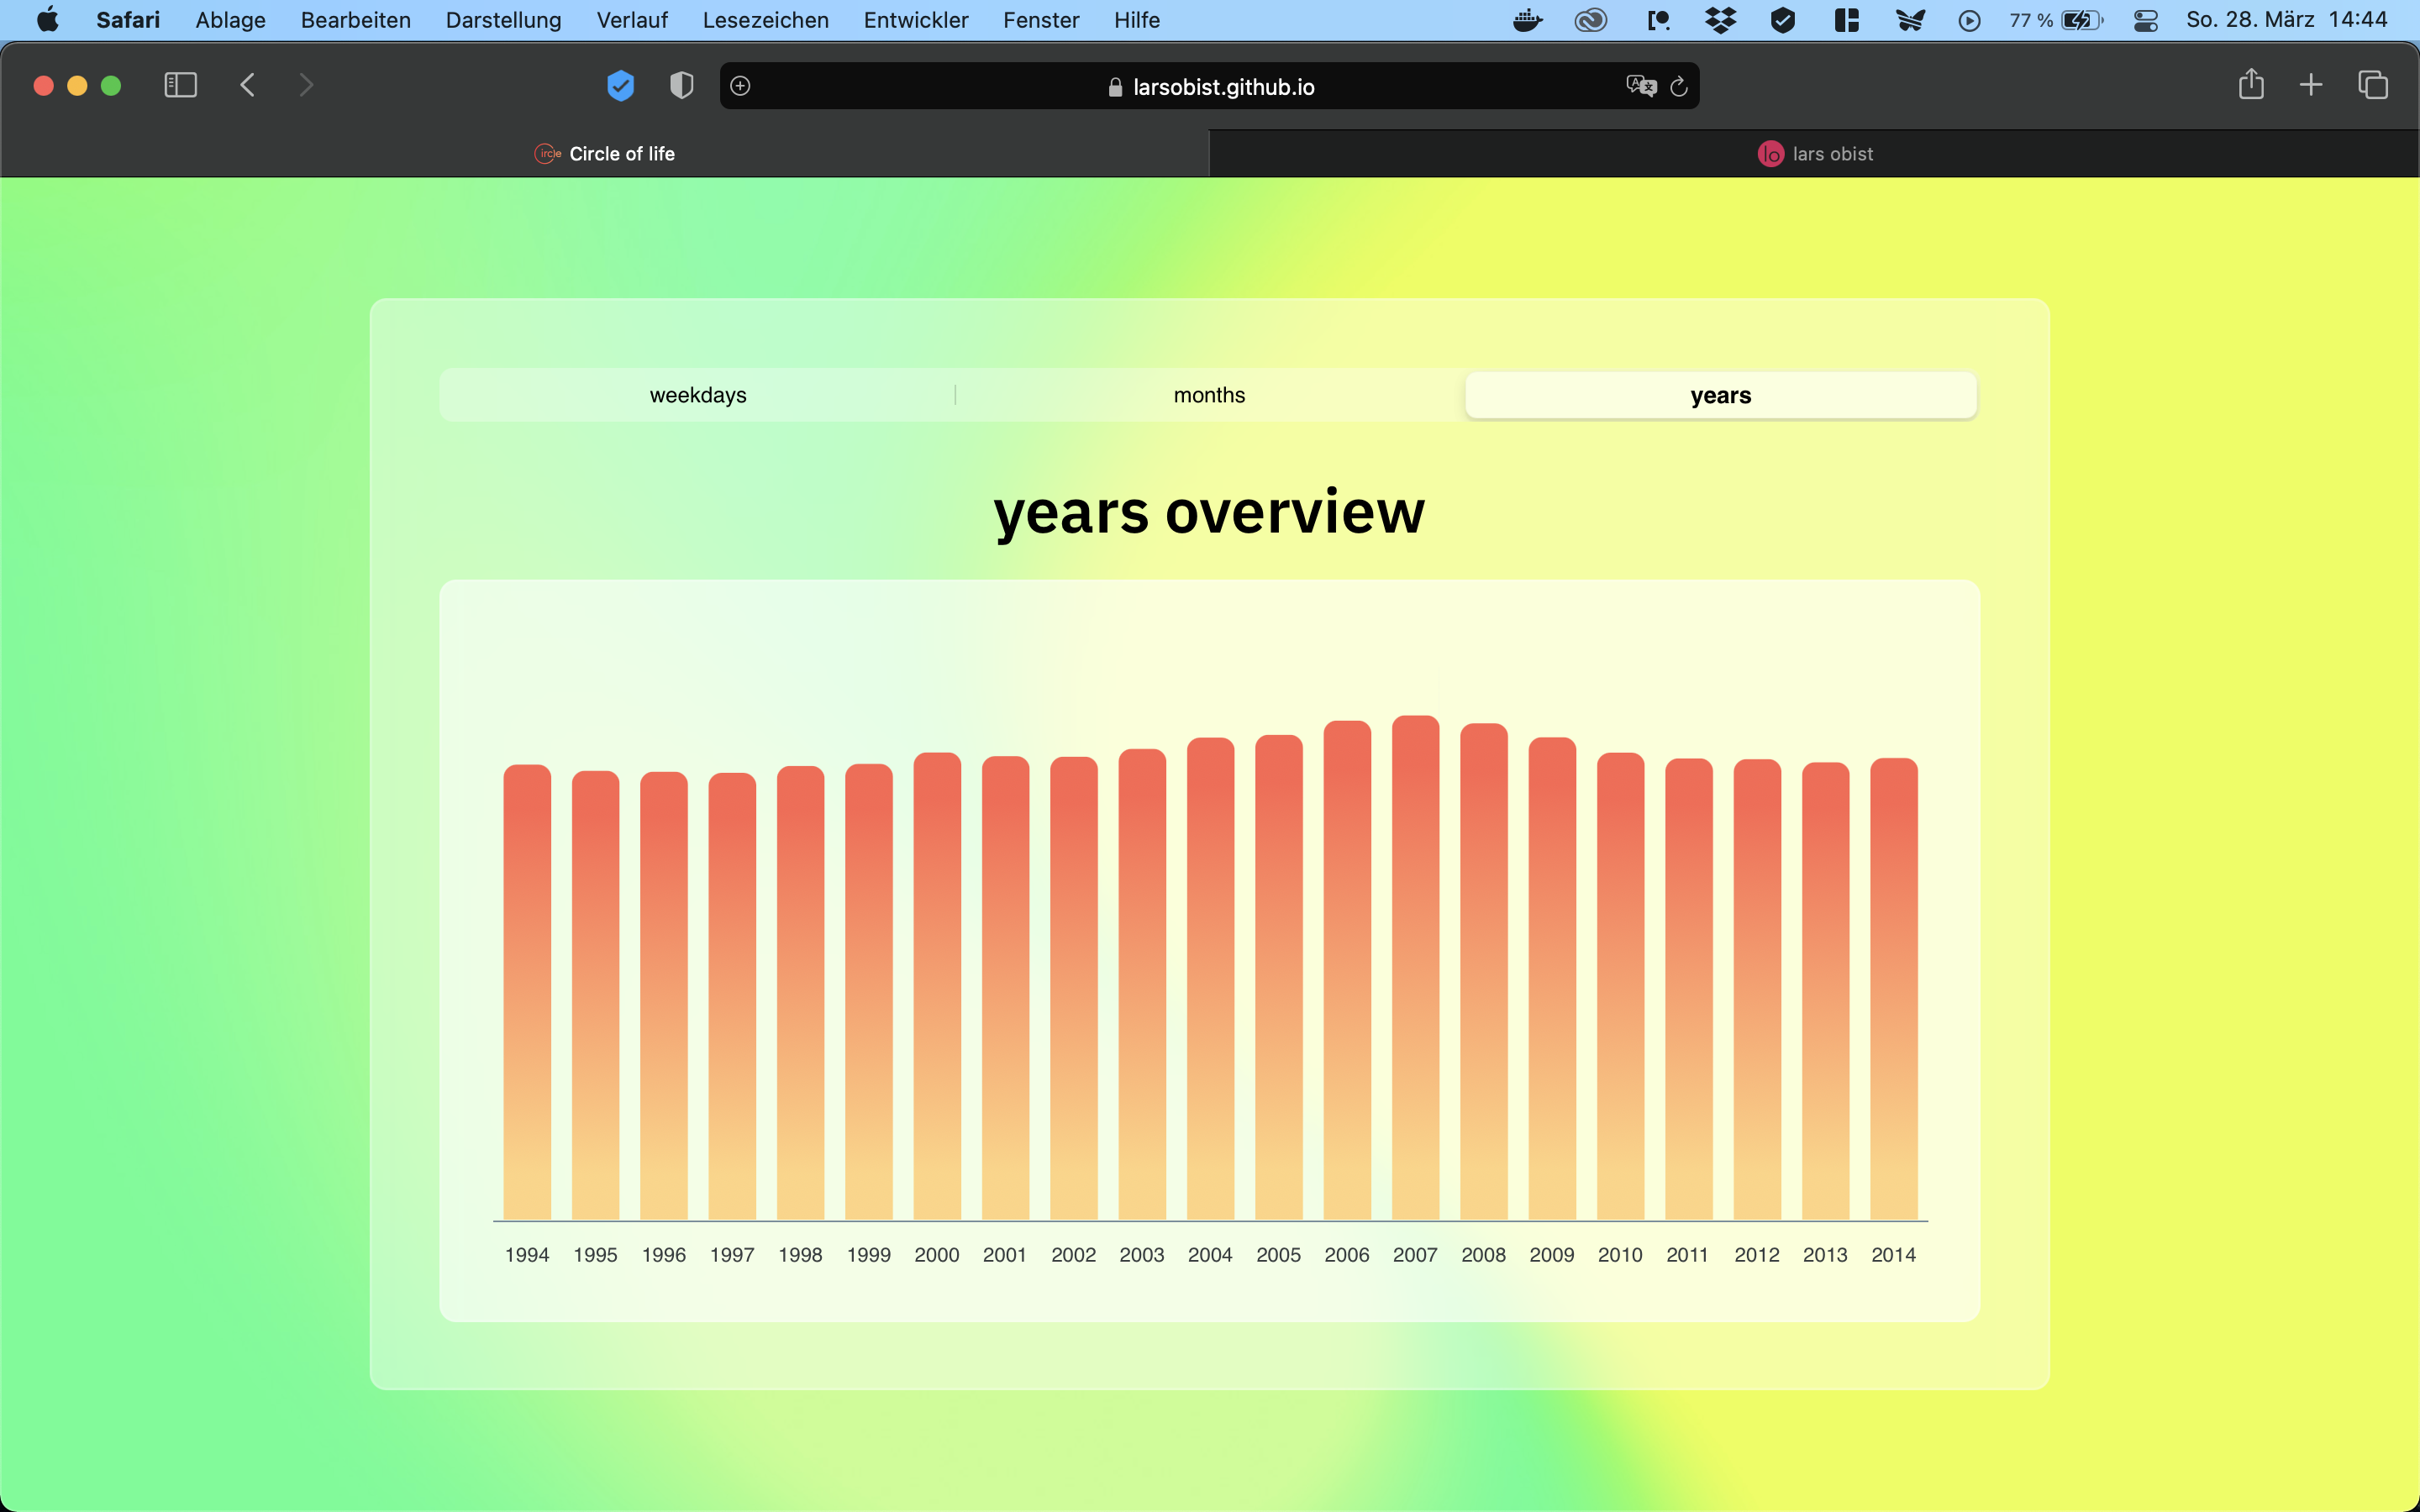 Safari Ablage Bearbeiten Darstellung Verlauf Lesezeichen Entwickler Fenster Hilfe 77 % So. 28. März 14:44
larsobist.github.io
ircle Circle of life lo lars obist
weekdays months years
years overview
1994 1995 1996 1997 1998 1999 2000 2001 2002 2003 2004 2005 2006 2007 2008 2009 2010 2011 2012 2013 2014